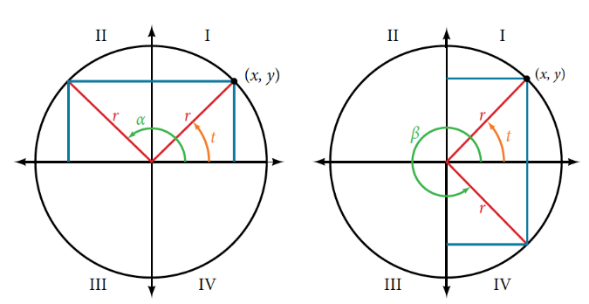 II I
(x, y)
r α r t
III IV
II I
(x, y)
β r t
r
III IV